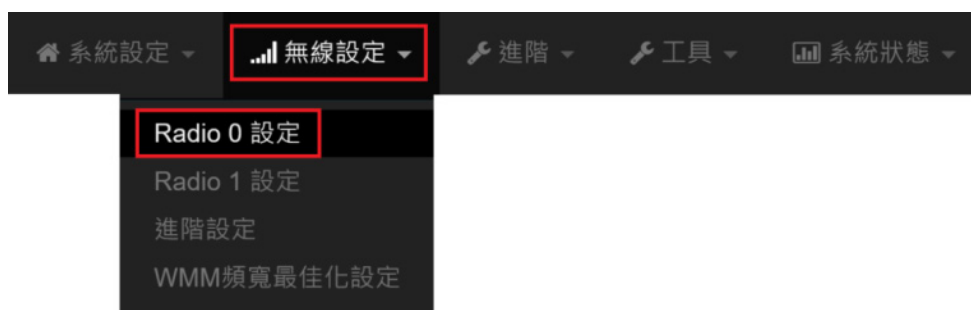 系統設定 無線設定 進階 工具 系統狀態
Radio 0 設定
Radio 1 設定
進階設定
WMM頻寬最佳化設定